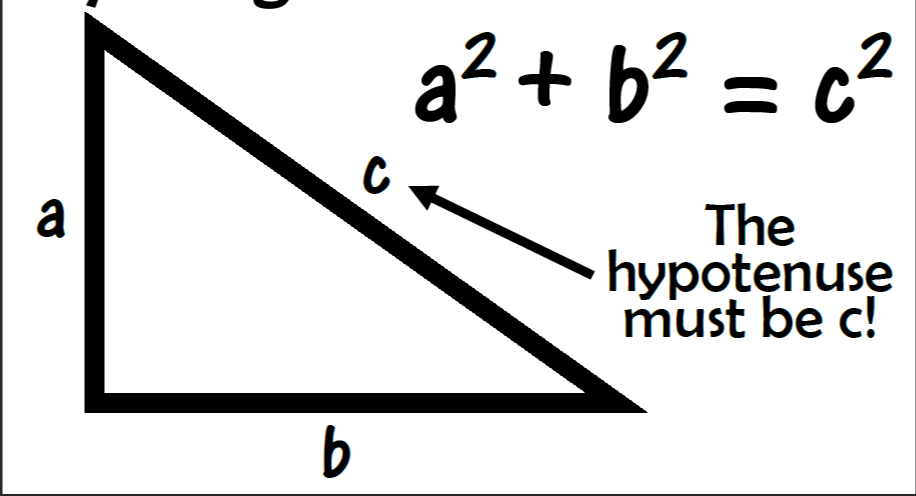 a² + b² = c²
c
a
The
hypotenuse
must be c!
b